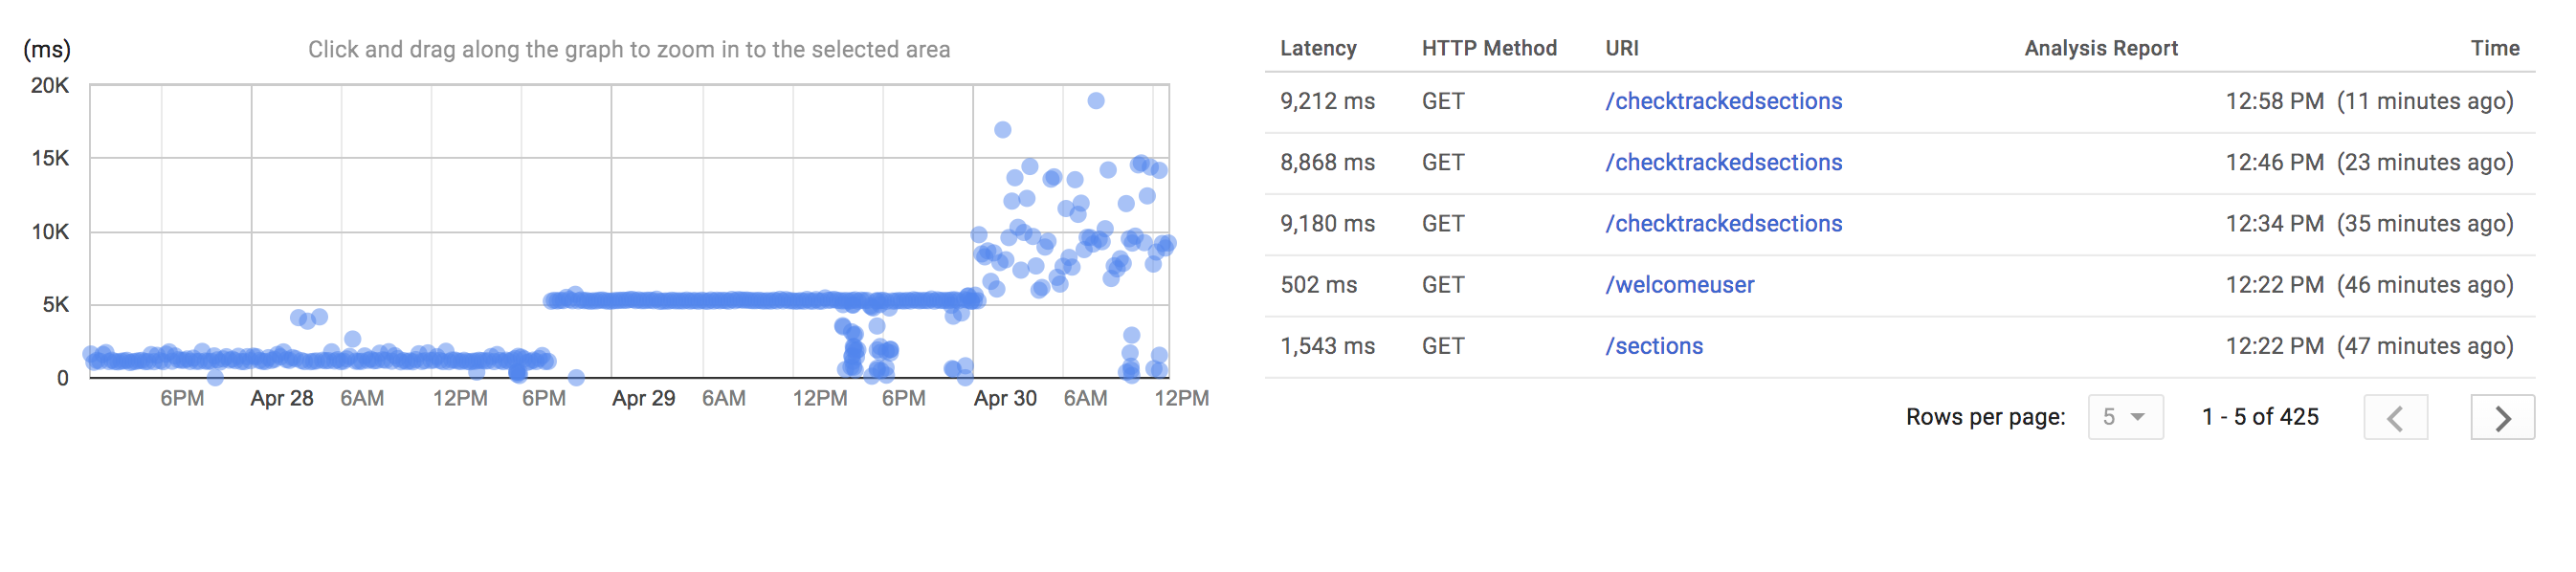 (ms) Click and drag along the graph to zoom in to the selected area
20K
15K
10K
5K
0
6PM Apr 28 6AM 12PM 6PM Apr 29 6AM 12PM 6PM Apr 30 6AM 12PM
Latency HTTP Method URI Analysis Report Time
9,212 ms GET /checktrackedsections 12:58 PM (11 minutes ago)
8,868 ms GET /checktrackedsections 12:46 PM (23 minutes ago)
9,180 ms GET /checktrackedsections 12:34 PM (35 minutes ago)
502 ms GET /welcomeuser 12:22 PM (46 minutes ago)
1,543 ms GET /sections 12:22 PM (47 minutes ago)
Rows per page: 5 1 - 5 of 425